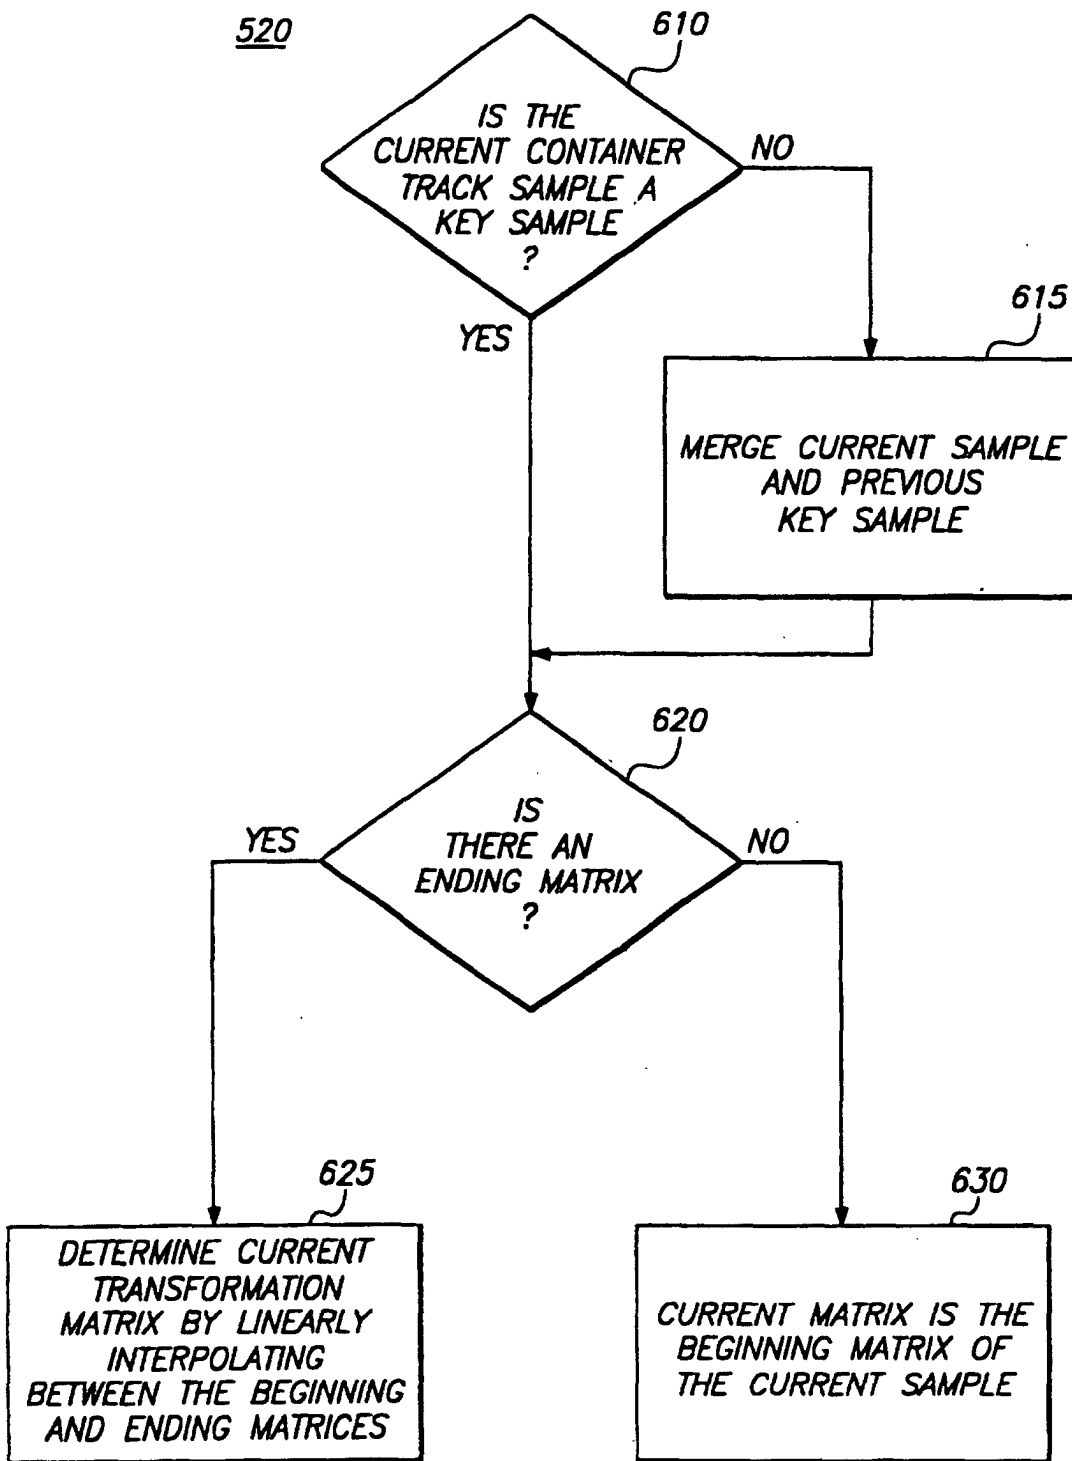 520
610
IS THE
CURRENT CONTAINER
TRACK SAMPLE A
KEY SAMPLE
?
NO
YES
615
MERGE CURRENT SAMPLE
AND PREVIOUS
KEY SAMPLE
620
IS
THERE AN
ENDING MATRIX
?
YES
NO
625
DETERMINE CURRENT
TRANSFORMATION
MATRIX BY LINEARLY
INTERPOLATING
BETWEEN THE BEGINNING
AND ENDING MATRICES
630
CURRENT MATRIX IS THE
BEGINNING MATRIX OF
THE CURRENT SAMPLE